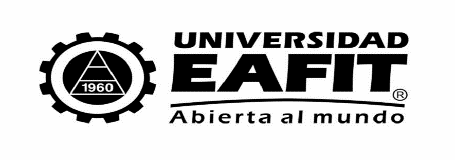 1960
UNIVERSIDAD
EAFIT®
Abierta al mundo